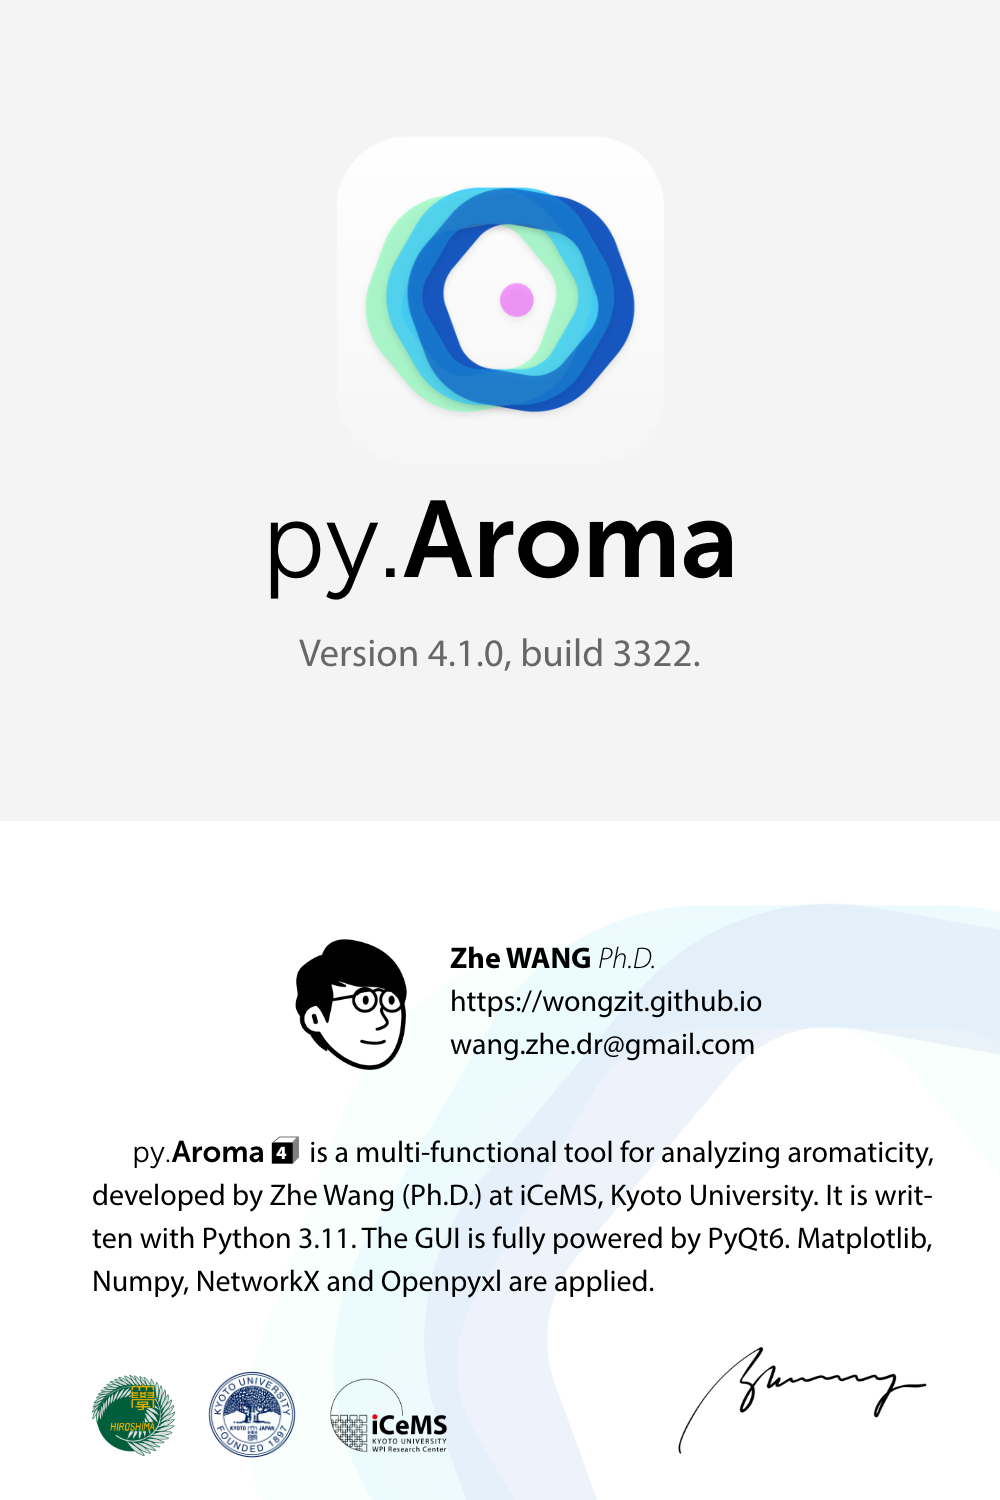 py.Aroma
Version 4.1.0, build 3322.
Zhe WANG Ph.D.
https://wongzit.github.io
wang.zhe.dr@gmail.com
py.Aroma 4 is a multi-functional tool for analyzing aromaticity,
developed by Zhe Wang (Ph.D.) at iCeMS, Kyoto University. It is writ-
ten with Python 3.11. The GUI is fully powered by PyQt6. Matplotlib,
Numpy, NetworkX and Openpyxl are applied.
學
HIROSHIMA
KYOTO UNIVERSITY
KYOTO JAPAN
FOUNDED 1897
iCeMS
KYOTO UNIVERSITY
WPI Research Center